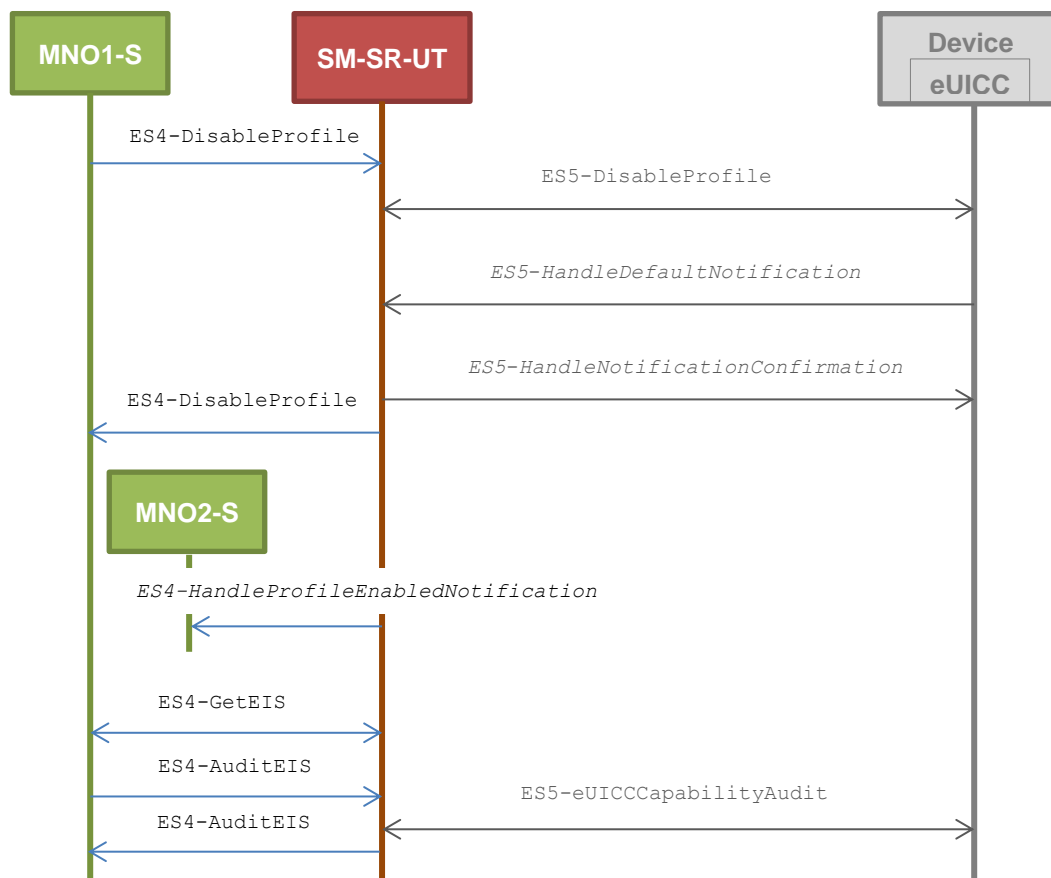 MNO1-S
SM-SR-UT
Device
eUICC
ES4-DisableProfile
ES5-DisableProfile
ES5-HandleDefaultNotification
ES5-HandleNotificationConfirmation
ES4-DisableProfile
MNO2-S
ES4-HandleProfileEnabledNotification
ES4-GetEIS
ES4-AuditEIS
ES5-eUICCCapabilityAudit
ES4-AuditEIS